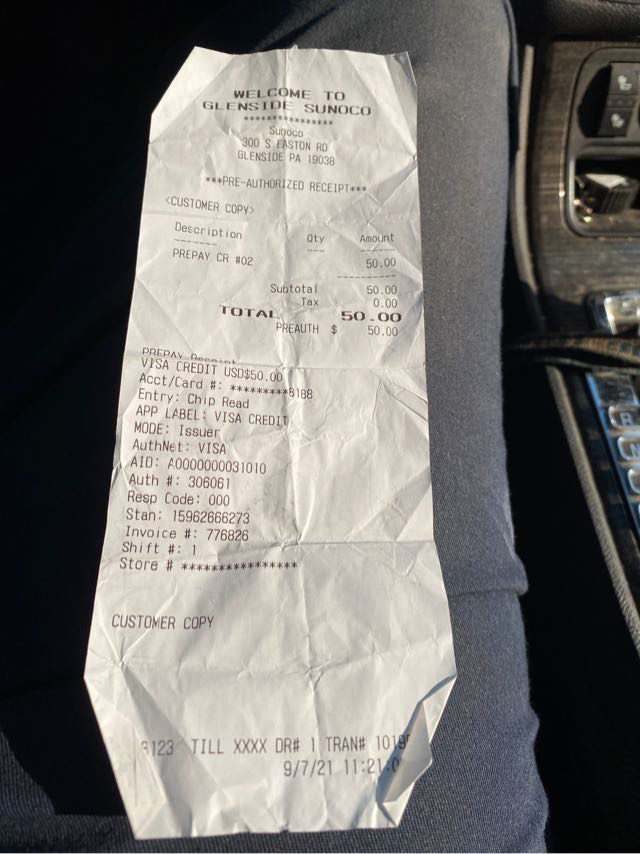 WELCOME TO
GLENSIDE SUNOCO
****************
Sunoco
300 S EASTON RD
GLENSIDE PA 19038
***PRE-AUTHORIZED RECEIPT***
<CUSTOMER COPY>
Description Qty Amount
PREPAY CR #02 50.00
Subtotal 50.00
Tax 0.00
TOTAL 50.00
PREAUTH $ 50.00
PREPAY Receipt
VISA CREDIT USD$50.00
Acct/Card #: *********8188
Entry: Chip Read
APP LABEL: VISA CREDIT
MODE: Issuer
AuthNet: VISA
AID: A0000000031010
Auth #: 306061
Resp Code: 000
Stan: 15962666273
Invoice #: 776826
Shift #: 1
Store # ****************
CUSTOMER COPY
TILL XXXX DR# 1 TRAN#
9/7/21